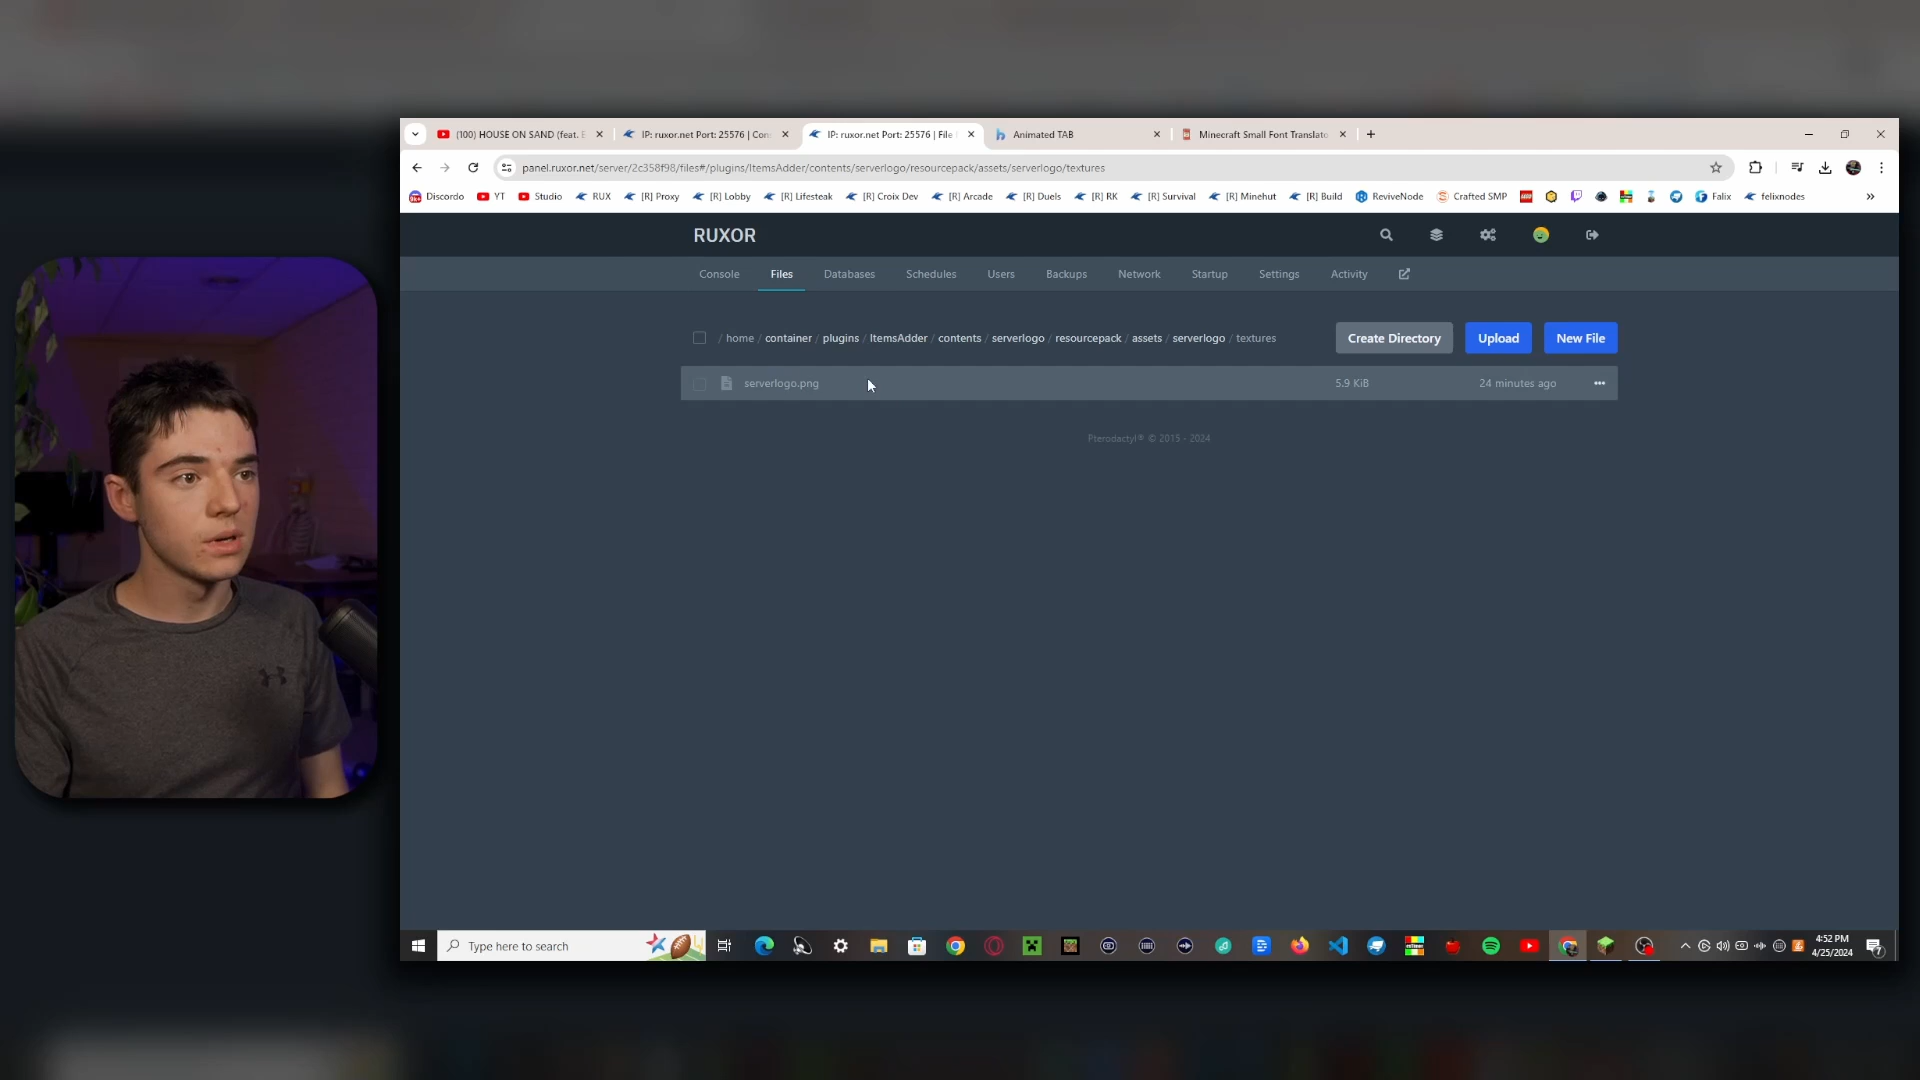 (100) HOUSE ON SAND (feat. E
IP: ruxor.net Port: 25576 | Con
IP: ruxor.net Port: 25576 | File
Animated TAB
Minecraft Small Font Translato
panel.ruxor.net/server/2c358f98/files#/plugins/ItemsAdder/contents/serverlogo/resourcepack/assets/serverlogo/textures
Discordo YT Studio RUX [R] Proxy [R] Lobby [R] Lifesteak [R] Croix Dev [R] Arcade [R] Duels [R] RK [R] Survival [R] Minehut [R] Build ReviveNode Crafted SMP Falix felixnodes
RUXOR
Console Files Databases Schedules Users Backups Network Startup Settings Activity
/ home / container / plugins / ItemsAdder / contents / serverlogo / resourcepack / assets / serverlogo / textures
Create Directory Upload New File
serverlogo.png 5.9 KiB 24 minutes ago
Pterodactyl® © 2015 - 2024
Type here to search
4:52 PM
4/25/2024
7